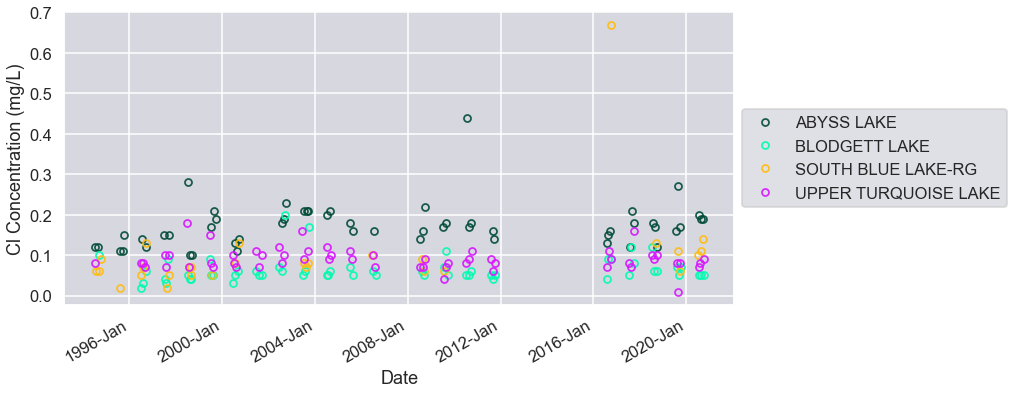 0.7
0.6
0.5
0.4
0.3
0.2
0.1
0.0
Cl Concentration (mg/L)
1996-Jan
2000-Jan
2004-Jan
2008-Jan
2012-Jan
2016-Jan
2020-Jan
Date
ABYSS LAKE
BLODGETT LAKE
SOUTH BLUE LAKE-RG
UPPER TURQUOISE LAKE